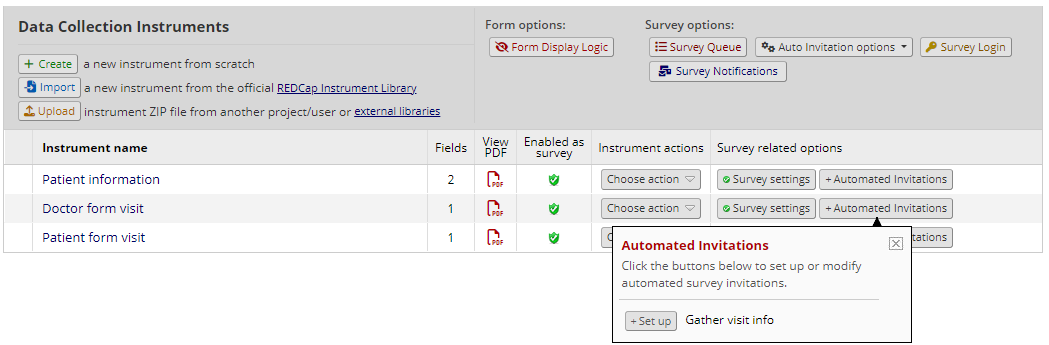 Data Collection Instruments
Form options:
Survey options:
Form Display Logic
Survey Queue
Auto Invitation options
Survey Login
Survey Notifications
+ Create a new instrument from scratch
Import a new instrument from the official REDCap Instrument Library
Upload instrument ZIP file from another project/user or external libraries
Instrument name
Fields
View PDF
Enabled as survey
Instrument actions
Survey related options
Patient information 2 PDF Choose action Survey settings + Automated Invitations
Doctor form visit 1 PDF Choose action Survey settings + Automated Invitations
Patient form visit 1 PDF
Automated Invitations
Click the buttons below to set up or modify
automated survey invitations.
+ Set up Gather visit info